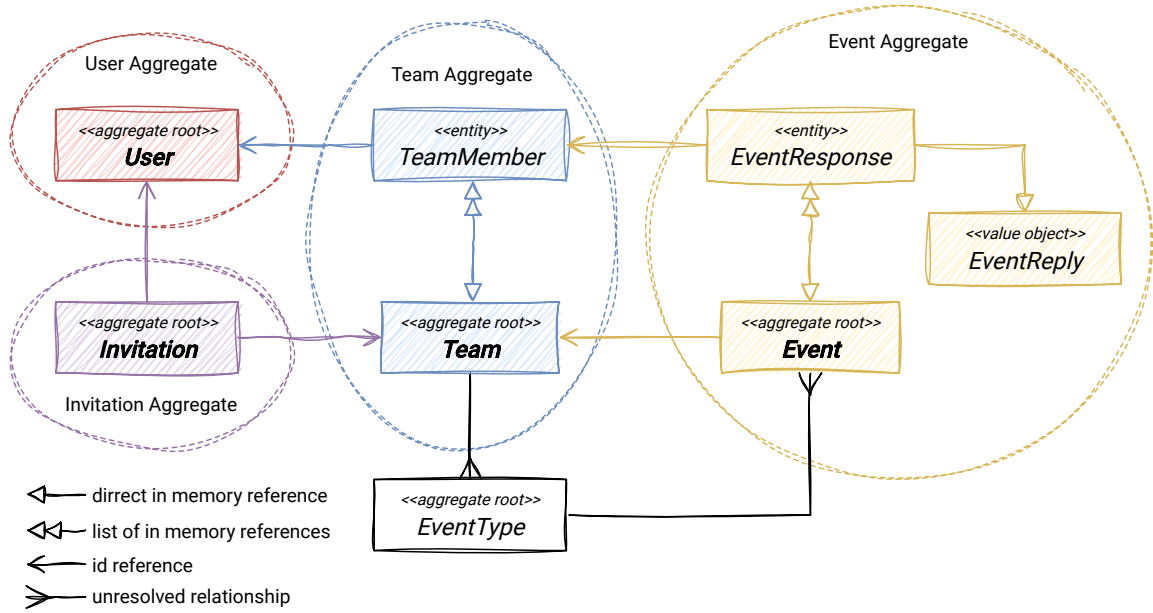 User Aggregate
<<aggregate root>>
User
Team Aggregate
<<entity>>
TeamMember
Event Aggregate
<<entity>>
EventResponse
<<value object>>
EventReply
<<aggregate root>>
Invitation
Invitation Aggregate
<<aggregate root>>
Team
<<aggregate root>>
Event
<<aggregate root>>
EventType
dirrect in memory reference
list of in memory references
id reference
unresolved relationship